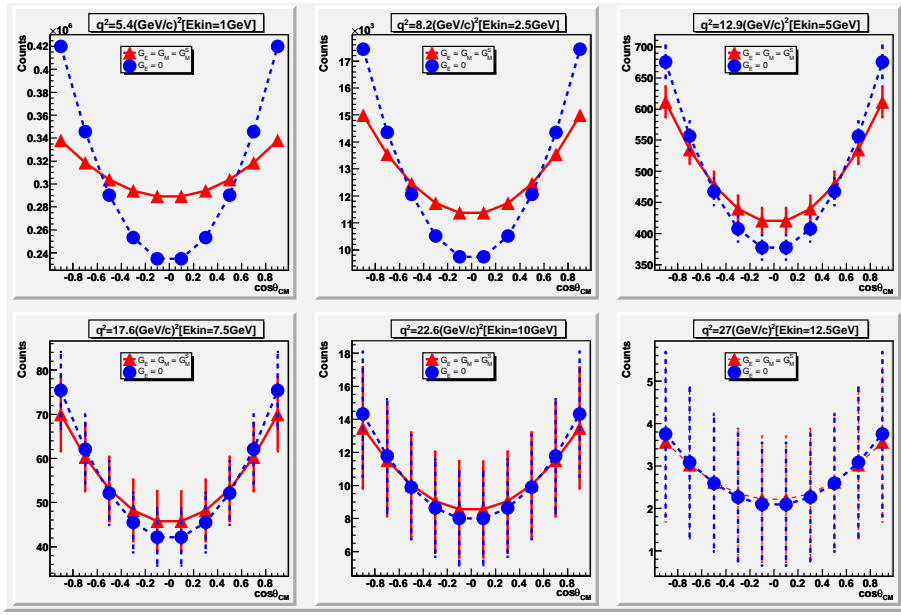 q²=5.4(GeV/c)²[Ekin=1GeV]
×10⁶
Counts
G_E = G_M = G_M^S
G_E = 0
0.42
0.4
0.38
0.36
0.34
0.32
0.3
0.28
0.26
0.24
-0.8 -0.6 -0.4 -0.2 -0 0.2 0.4 0.6 0.8
cosθ_CM
q²=8.2(GeV/c)²[Ekin=2.5GeV]
×10³
Counts
G_E = G_M = G_M^S
G_E = 0
17
16
15
14
13
12
11
10
-0.8 -0.6 -0.4 -0.2 -0 0.2 0.4 0.6 0.8
cosθ_CM
q²=12.9(GeV/c)²[Ekin=5GeV]
Counts
G_E = G_M = G_M^S
G_E = 0
700
650
600
550
500
450
400
350
-0.8 -0.6 -0.4 -0.2 -0 0.2 0.4 0.6 0.8
cosθ_CM
q²=17.6(GeV/c)²[Ekin=7.5GeV]
Counts
G_E = G_M = G_M^S
G_E = 0
80
70
60
50
40
-0.8 -0.6 -0.4 -0.2 -0 0.2 0.4 0.6 0.8
cosθ_CM
q²=22.6(GeV/c)²[Ekin=10GeV]
Counts
G_E = G_M = G_M^S
G_E = 0
18
16
14
12
10
8
6
-0.8 -0.6 -0.4 -0.2 -0 0.2 0.4 0.6 0.8
cosθ_CM
q²=27(GeV/c)²[Ekin=12.5GeV]
Counts
G_E = G_M = G_M^S
G_E = 0
5
4
3
2
1
-0.8 -0.6 -0.4 -0.2 -0 0.2 0.4 0.6 0.8
cosθ_CM